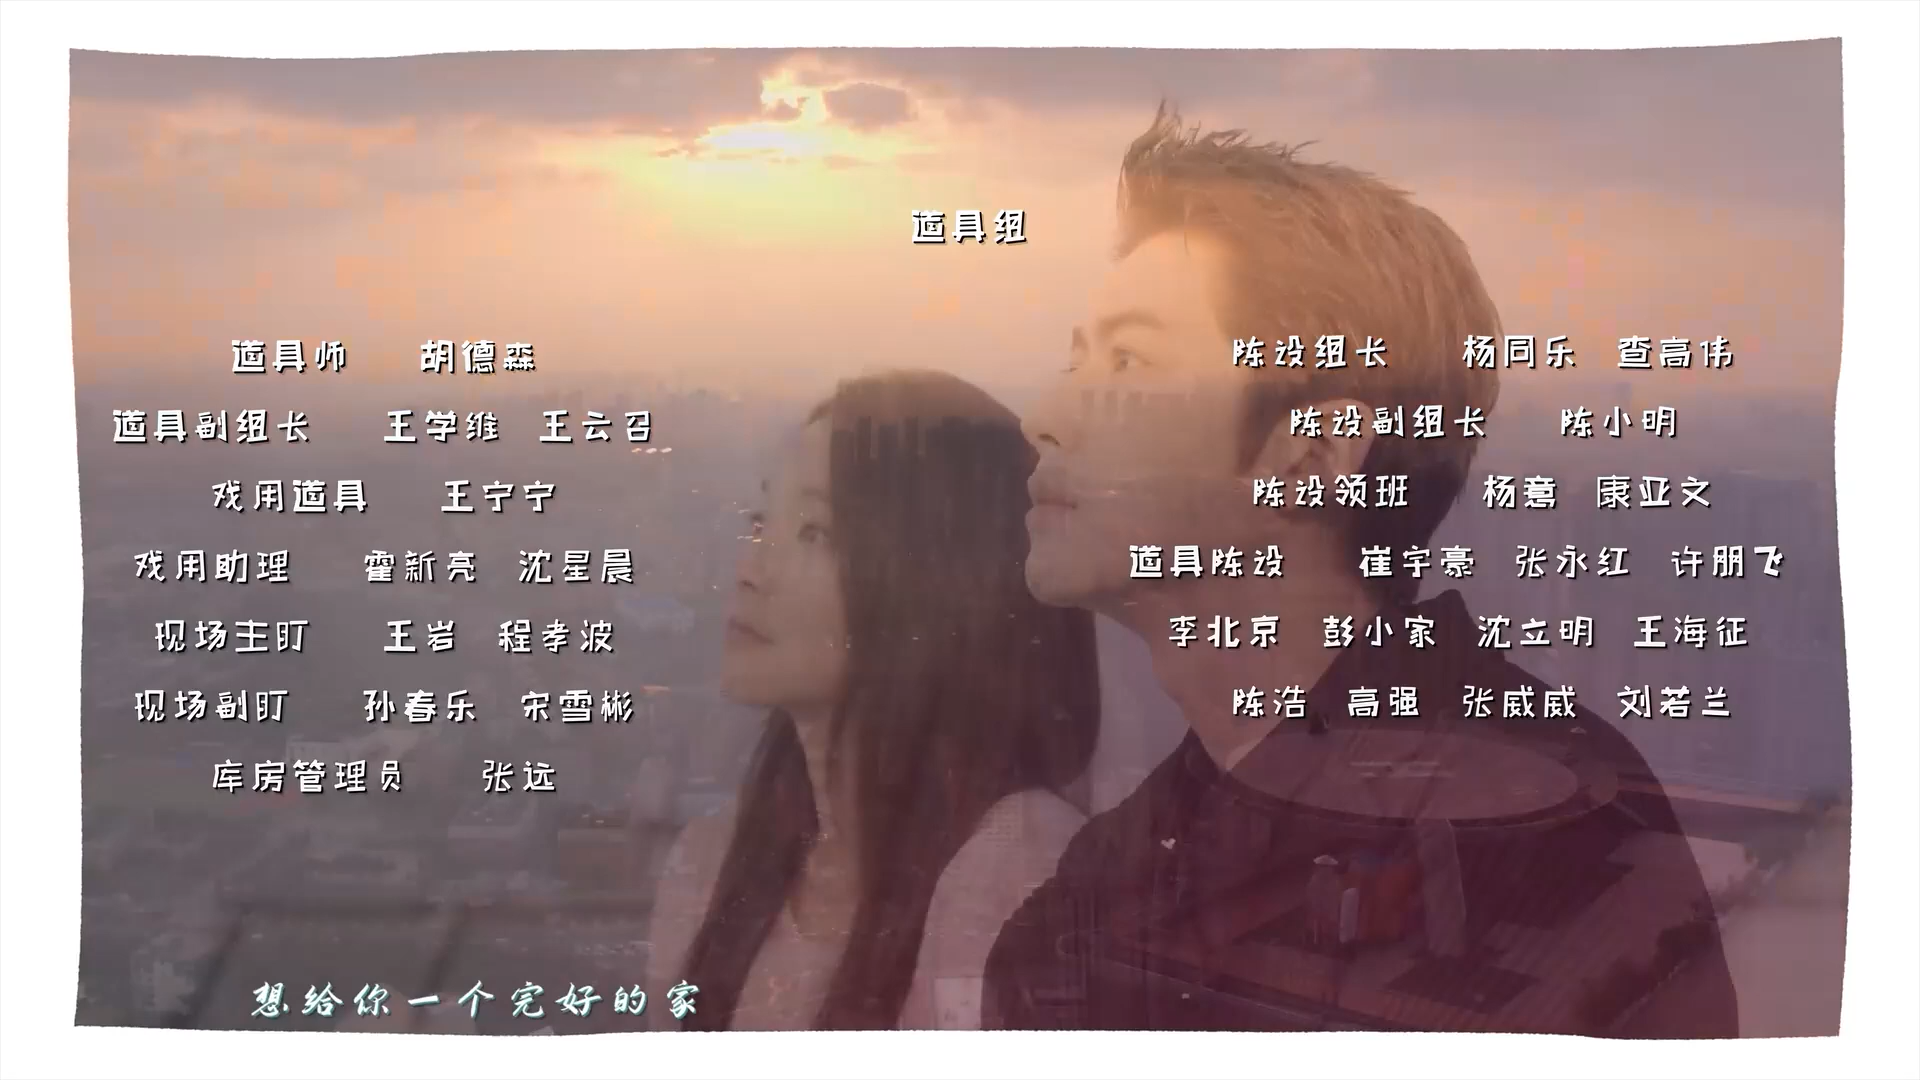 道具组
道具师 胡德森
道具副组长 王学维 王云召
戏用道具 王宁宁
戏用助理 霍新亮 沈星晨
现场主盯 王岩 程孝波
现场副盯 孙春乐 宋雪彬
库房管理员 张远
陈设组长 杨同乐 查高伟
陈设副组长 陈小明
陈设领班 杨意 康亚文
道具陈设 崔宇豪 张永红 许朋飞
李北京 彭小家 沈立明 王海征
陈浩 高强 张威威 刘若兰
想给你一个完好的家